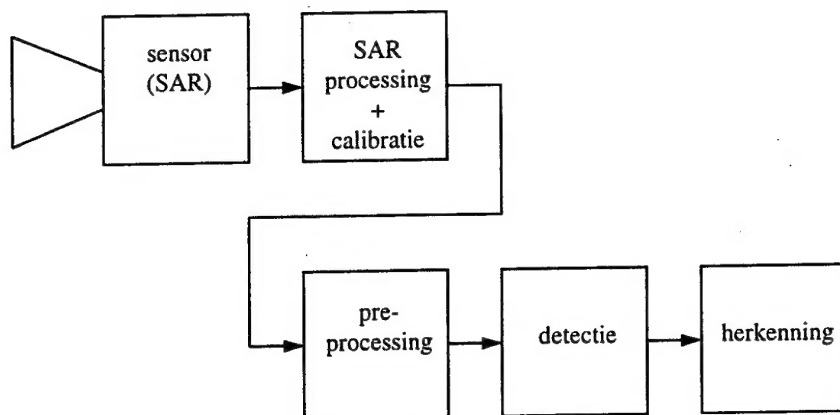 sensor
(SAR)
SAR
processing
+
calibratie
pre-
processing
detectie
herkenning